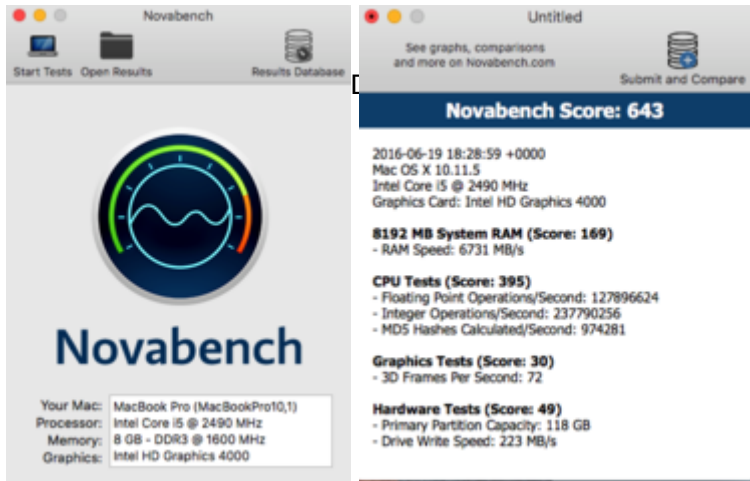 Novabench
Start Tests Open Results Results Database
Novabench
Your Mac: MacBook Pro (MacBookPro10,1)
Processor: Intel Core i5 @ 2490 MHz
Memory: 8 GB - DDR3 @ 1600 MHz
Graphics: Intel HD Graphics 4000
Untitled
See graphs, comparisons
and more on Novabench.com
Submit and Compare
Novabench Score: 643
2016-06-19 18:28:59 +0000
Mac OS X 10.11.5
Intel Core i5 @ 2490 MHz
Graphics Card: Intel HD Graphics 4000
8192 MB System RAM (Score: 169)
- RAM Speed: 6731 MB/s
CPU Tests (Score: 395)
- Floating Point Operations/Second: 127896624
- Integer Operations/Second: 237790256
- MD5 Hashes Calculated/Second: 974281
Graphics Tests (Score: 30)
- 3D Frames Per Second: 72
Hardware Tests (Score: 49)
- Primary Partition Capacity: 118 GB
- Drive Write Speed: 223 MB/s